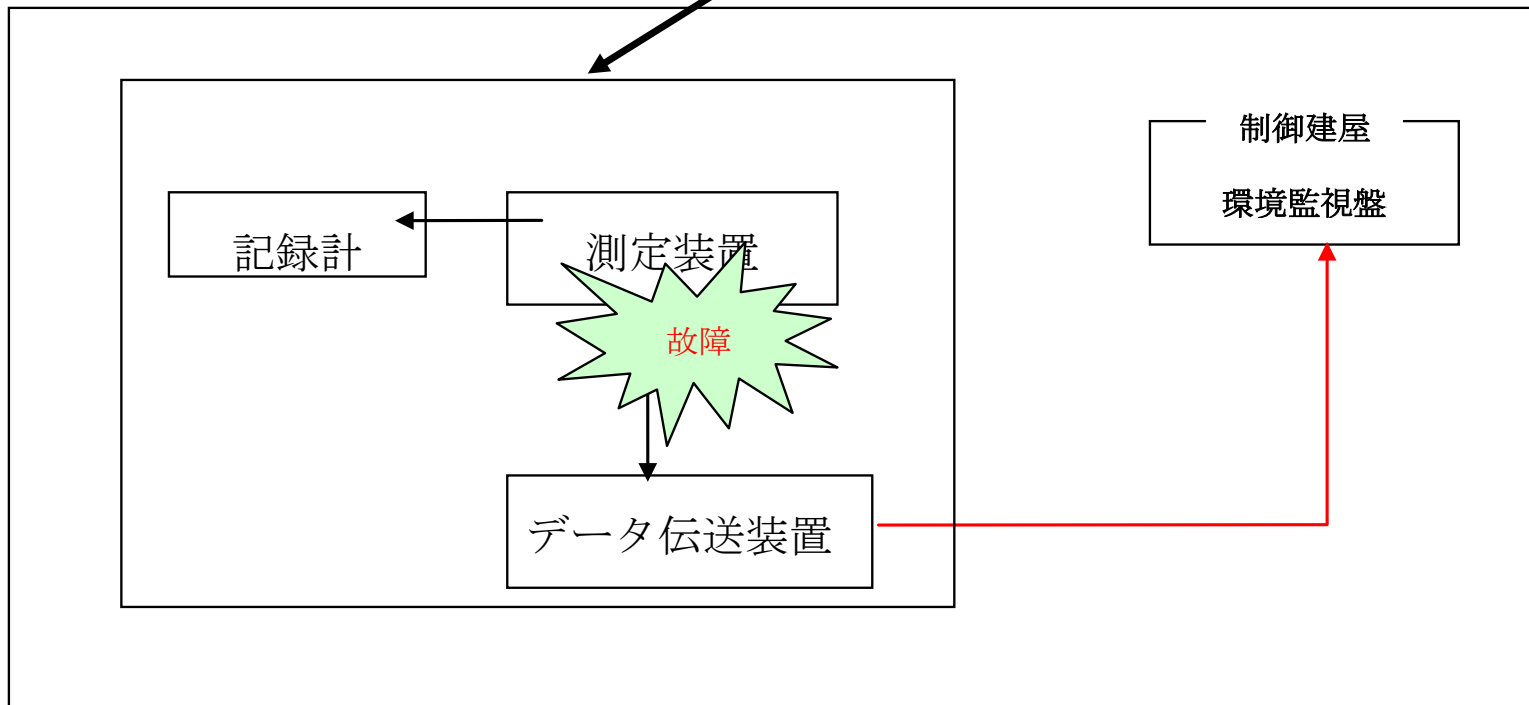 制御建屋
環境監視盤
記録計
測定装置
故障
データ伝送装置